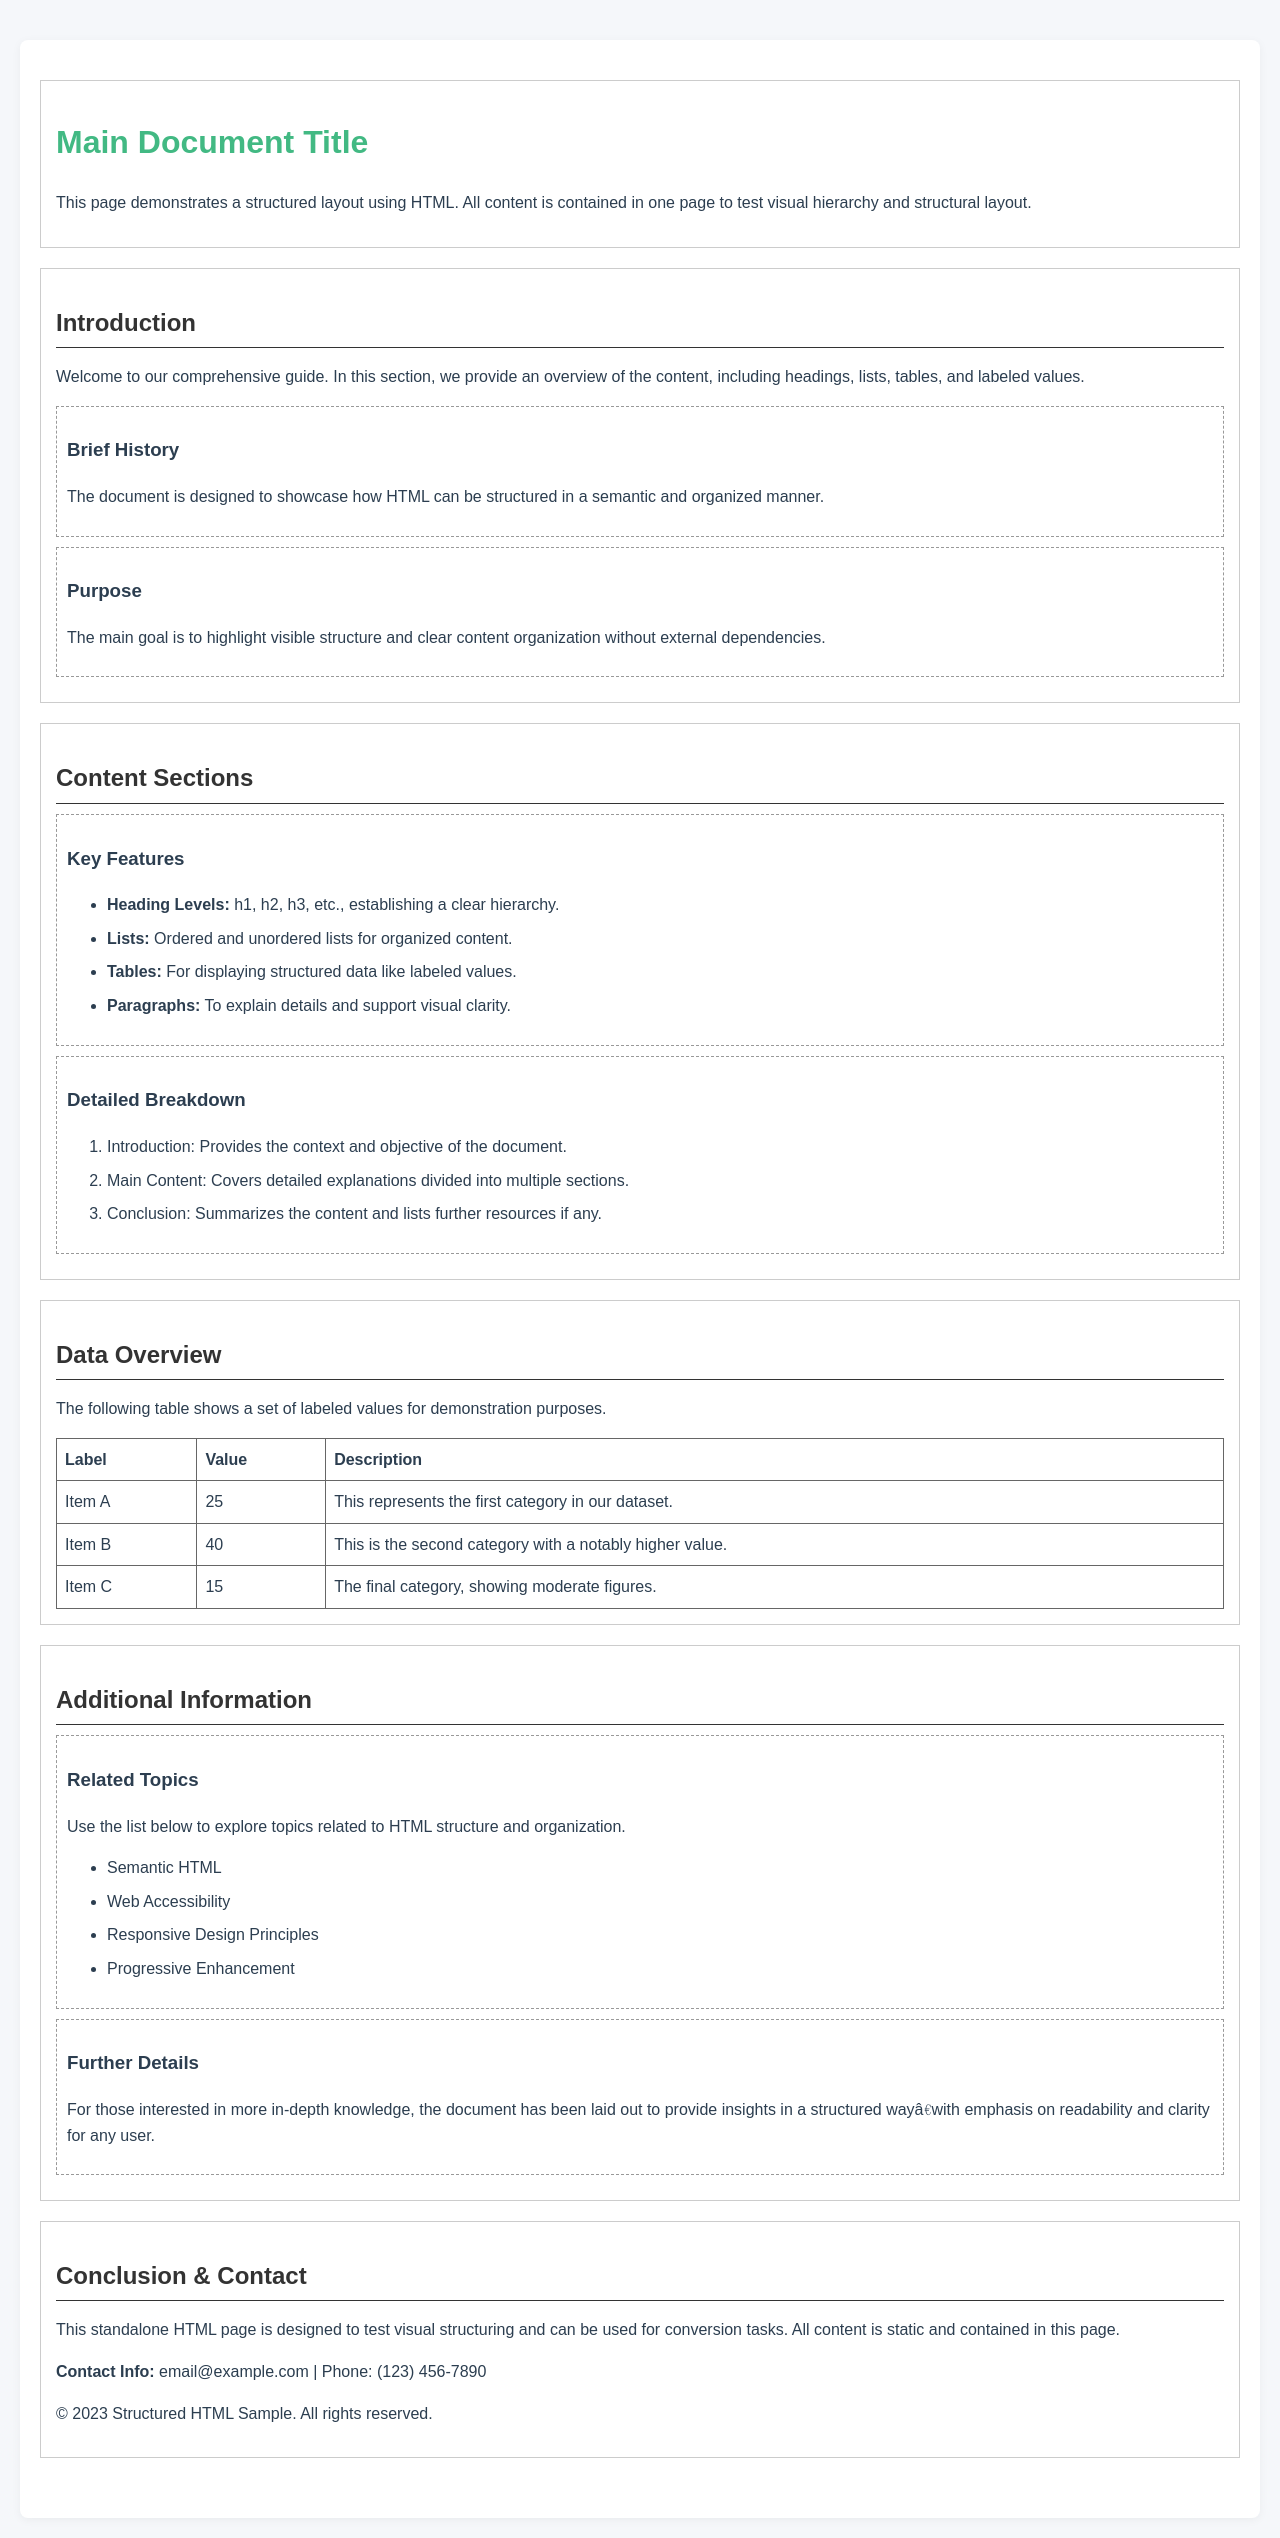 Main Document Title
This page demonstrates a structured layout using HTML. All content is contained in one page to test visual hierarchy and structural layout.
Introduction
Welcome to our comprehensive guide. In this section, we provide an overview of the content, including headings, lists, tables, and labeled values.
Brief History
The document is designed to showcase how HTML can be structured in a semantic and organized manner.
Purpose
The main goal is to highlight visible structure and clear content organization without external dependencies.
Content Sections
Key Features
• Heading Levels: h1, h2, h3, etc., establishing a clear hierarchy.
• Lists: Ordered and unordered lists for organized content.
• Tables: For displaying structured data like labeled values.
• Paragraphs: To explain details and support visual clarity.
Detailed Breakdown
1. Introduction: Provides the context and objective of the document.
2. Main Content: Covers detailed explanations divided into multiple sections.
3. Conclusion: Summarizes the content and lists further resources if any.
Data Overview
The following table shows a set of labeled values for demonstration purposes.
Label Value Description
Item A 25 This represents the first category in our dataset.
Item B 40 This is the second category with a notably higher value.
Item C 15 The final category, showing moderate figures.
Additional Information
Related Topics
Use the list below to explore topics related to HTML structure and organization.
• Semantic HTML
• Web Accessibility
• Responsive Design Principles
• Progressive Enhancement
Further Details
For those interested in more in-depth knowledge, the document has been laid out to provide insights in a structured wayâ€with emphasis on readability and clarity
for any user.
Conclusion & Contact
This standalone HTML page is designed to test visual structuring and can be used for conversion tasks. All content is static and contained in this page.
Contact Info: email@example.com | Phone: (123) 456-7890
© 2023 Structured HTML Sample. All rights reserved.